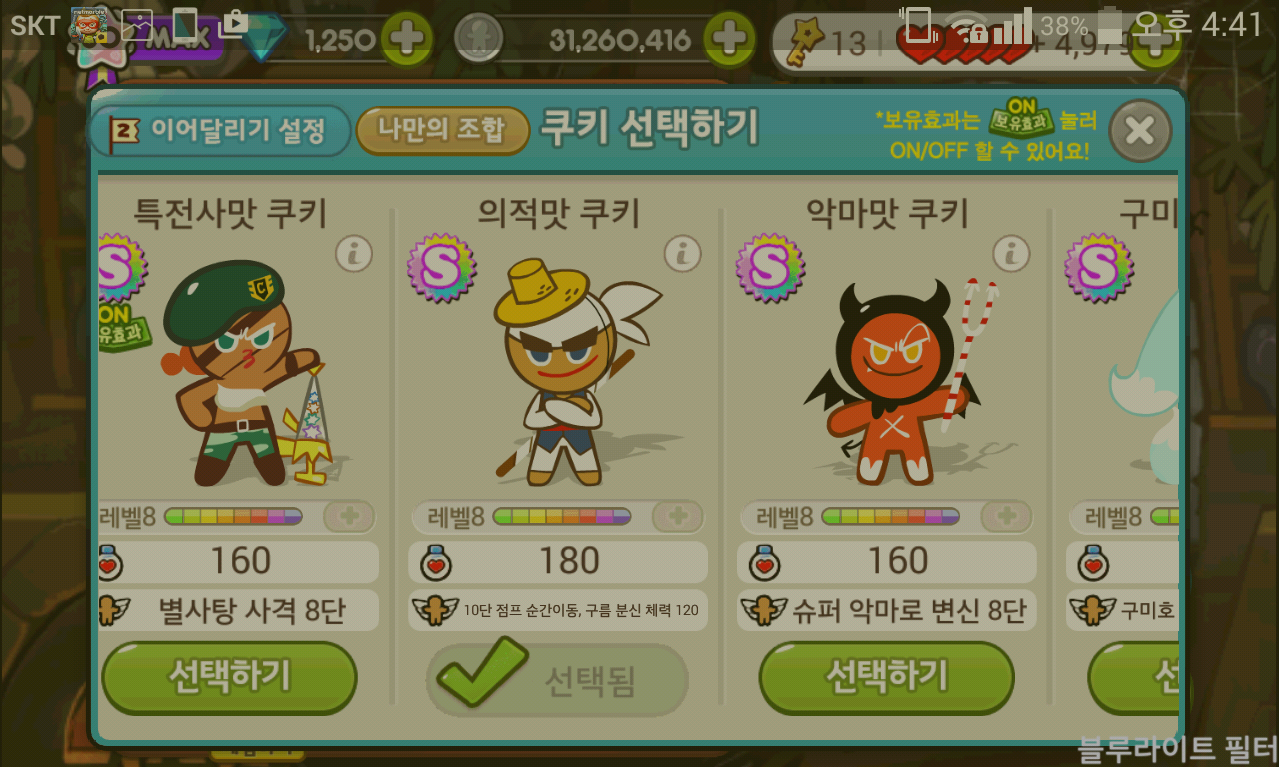 SKT
38%
오후 4:41
MAX
1,250
31,260,416
13
+ 4,979
2 이어달리기 설정
나만의 조합
쿠키 선택하기
*보유효과는 ON 보유효과 눌러
ON/OFF 할 수 있어요!
특전사맛 쿠키
의적맛 쿠키
악마맛 쿠키
구미
S
S
S
S
ON
유효과
C
레벨8
레벨8
레벨8
레벨8
160
180
160
별사탕 사격 8단
10단 점프 순간이동, 구름 분신 체력 120
슈퍼 악마로 변신 8단
구미호
선택하기
선택됨
선택하기
선
블루라이트 필터